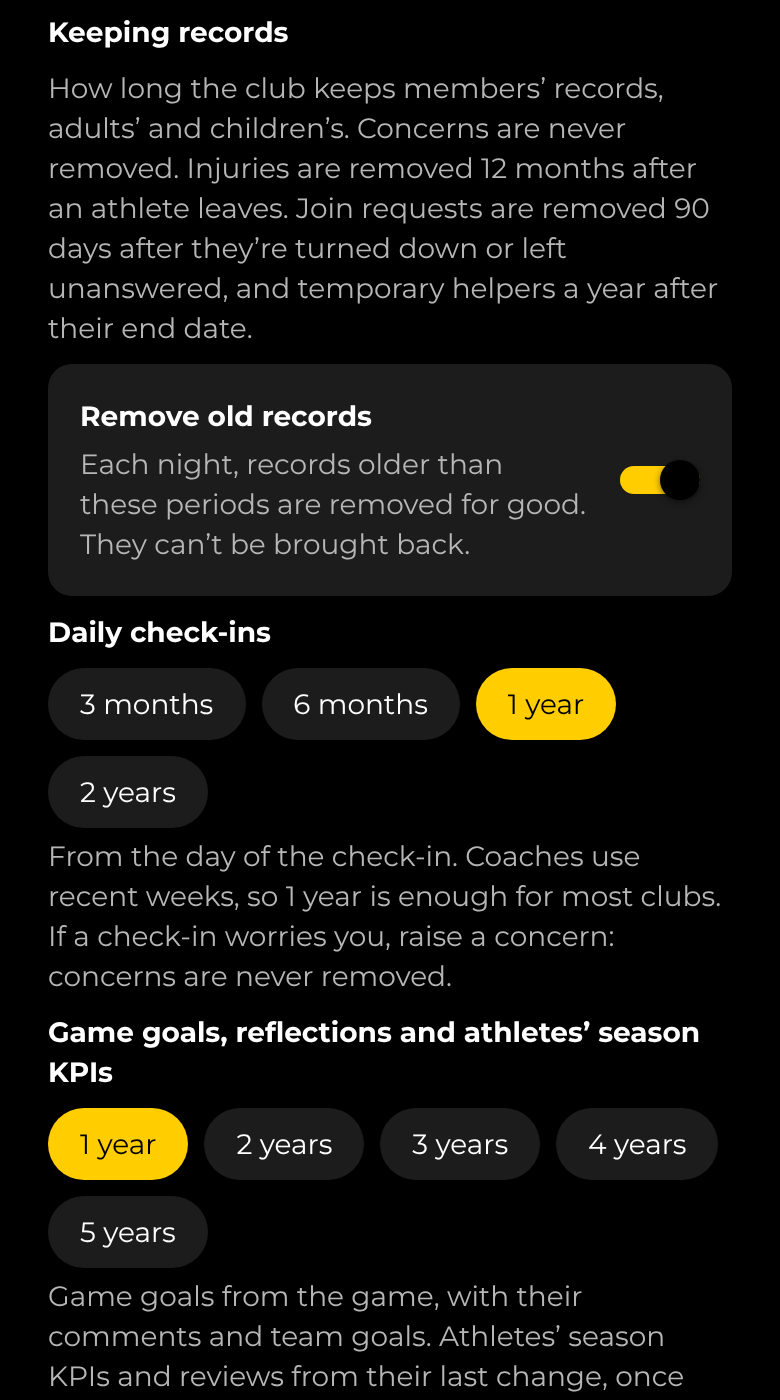 Keeping records
How long the club keeps members’ records,
adults’ and children’s. Concerns are never
removed. Injuries are removed 12 months after
an athlete leaves. Join requests are removed 90
days after they’re turned down or left
unanswered, and temporary helpers a year after
their end date.
Remove old records
Each night, records older than
these periods are removed for good.
They can’t be brought back.
Daily check-ins
3 months 6 months 1 year
2 years
From the day of the check-in. Coaches use
recent weeks, so 1 year is enough for most clubs.
If a check-in worries you, raise a concern:
concerns are never removed.
Game goals, reflections and athletes’ season
KPIs
1 year 2 years 3 years 4 years
5 years
Game goals from the game, with their
comments and team goals. Athletes’ season
KPIs and reviews from their last change, once